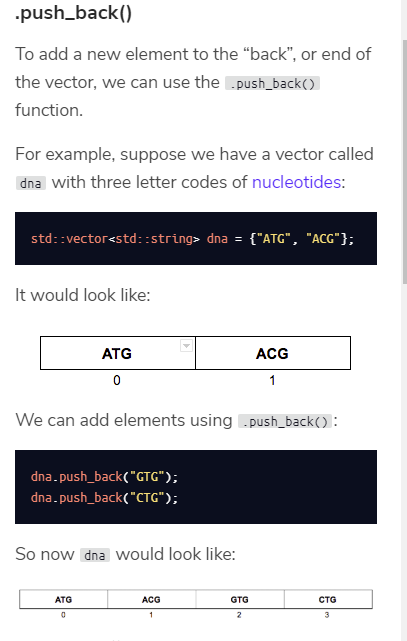 .push_back()
To add a new element to the “back”, or end of
the vector, we can use the .push_back()
function.
For example, suppose we have a vector called
dna with three letter codes of nucleotides:
std::vector<std::string> dna = {"ATG", "ACG"};
It would look like:
ATG ACG
0 1
We can add elements using .push_back():
dna.push_back("GTG");
dna.push_back("CTG");
So now dna would look like:
ATG ACG GTG CTG
0 1 2 3